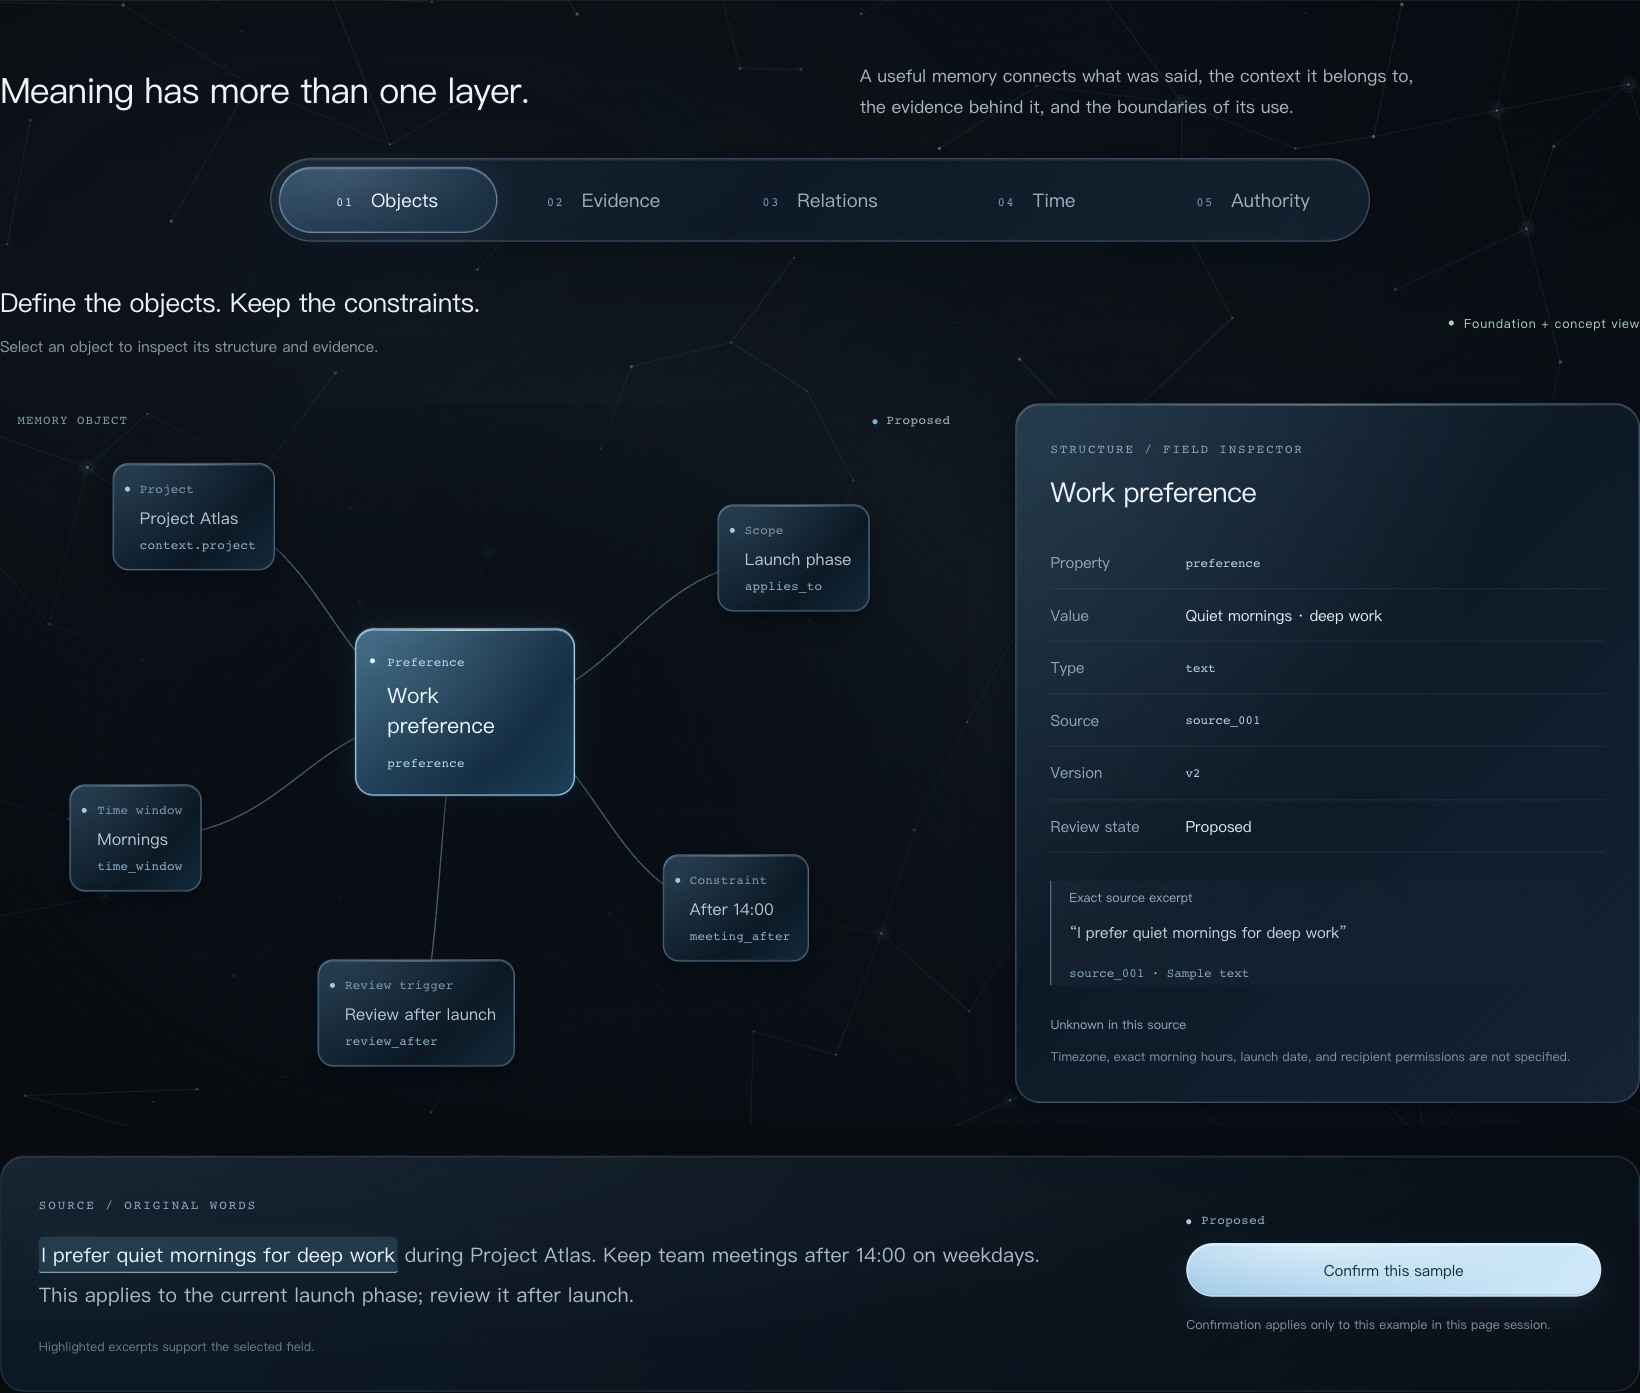 Meaning has more than one layer.
A useful memory connects what was said, the context it belongs to,
the evidence behind it, and the boundaries of its use.
01 Objects
02 Evidence
03 Relations
04 Time
05 Authority
Define the objects. Keep the constraints.
Select an object to inspect its structure and evidence.
Foundation + concept view
MEMORY OBJECT
Proposed
Project
Project Atlas
context.project
Scope
Launch phase
applies_to
Preference
Work
preference
preference
Time window
Mornings
time_window
Constraint
After 14:00
meeting_after
Review trigger
Review after launch
review_after
STRUCTURE / FIELD INSPECTOR
Work preference
Property preference
Value Quiet mornings · deep work
Type text
Source source_001
Version v2
Review state Proposed
Exact source excerpt
“I prefer quiet mornings for deep work”
source_001 · Sample text
Unknown in this source
Timezone, exact morning hours, launch date, and recipient permissions are not specified.
SOURCE / ORIGINAL WORDS
I prefer quiet mornings for deep work during Project Atlas. Keep team meetings after 14:00 on weekdays.
This applies to the current launch phase; review it after launch.
Highlighted excerpts support the selected field.
Proposed
Confirm this sample
Confirmation applies only to this example in this page session.